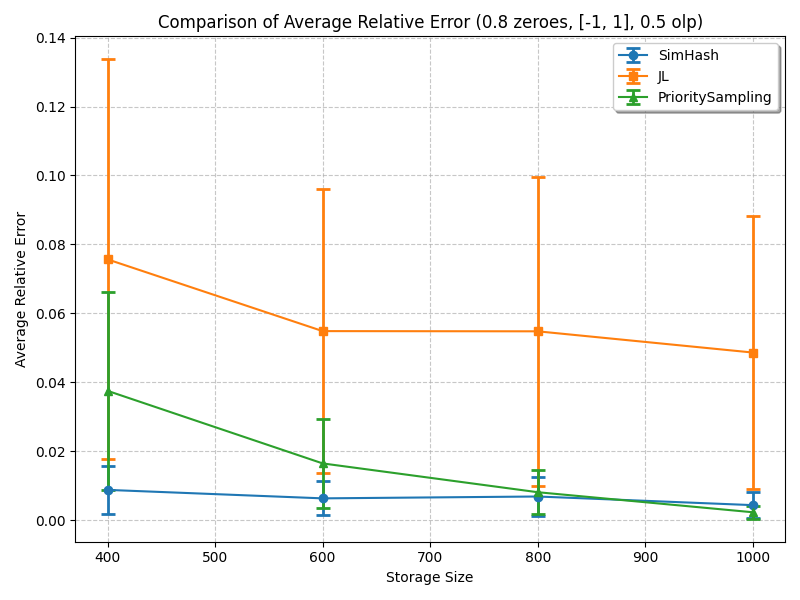 Comparison of Average Relative Error (0.8 zeroes, [-1, 1], 0.5 olp)
SimHash
JL
PrioritySampling
Average Relative Error
0.14
0.12
0.10
0.08
0.06
0.04
0.02
0.00
400
500
600
700
800
900
1000
Storage Size